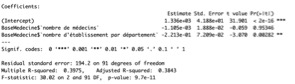 Coefficients:
Estimate Std. Error t value Pr(>|t|)
(Intercept) 1.336e+03 4.188e+01 31.901 < 2e-16 ***
BaseMedecine$`nombre de médecins` -1.105e-03 1.888e-02 -0.059 0.95346
BaseMedecine$`nombre d'établissement par département` -2.213e+01 7.209e+00 -3.070 0.00282 **
---
Signif. codes: 0 '***' 0.001 '**' 0.01 '*' 0.05 '.' 0.1 ' ' 1
Residual standard error: 194.2 on 91 degrees of freedom
Multiple R-squared: 0.3975, Adjusted R-squared: 0.3843
F-statistic: 30.02 on 2 and 91 DF, p-value: 9.7e-11